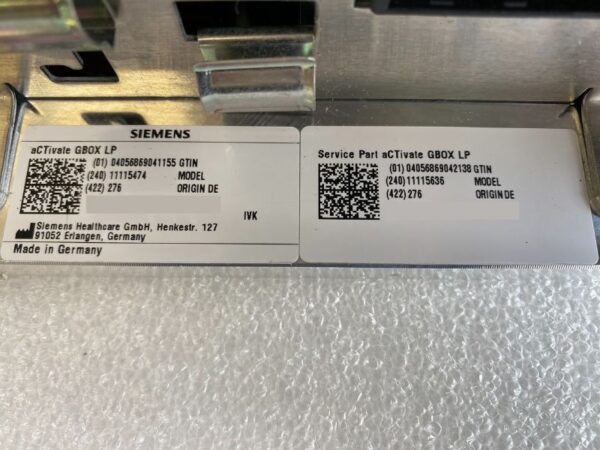 SIEMENS
aCTivate GBOX LP
(01) 04056869041155 GTIN
(240) 11115474 MODEL
(422) 276 ORIGIN DE
IVK
Siemens Healthcare GmbH, Henkestr. 127
91052 Erlangen, Germany
Made in Germany
Service Part aCTivate GBOX LP
(01) 04056869042138 GTIN
(240) 11115636 MODEL
(422) 276 ORIGIN DE